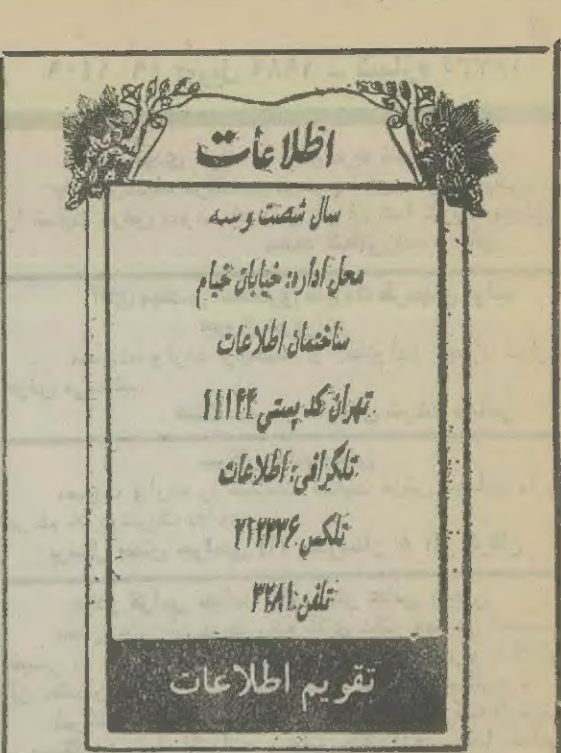 اطلاعات
سال شصت و سه
محل اداره: خیابان خیام
ساختمان اطلاعات
تهران کد پستی ۱۱۱۴۴
تلگرافی: اطلاعات
تلکس ۲۱۲۳۳۶
تلفن: ۳۲۸۱
تقویم اطلاعات